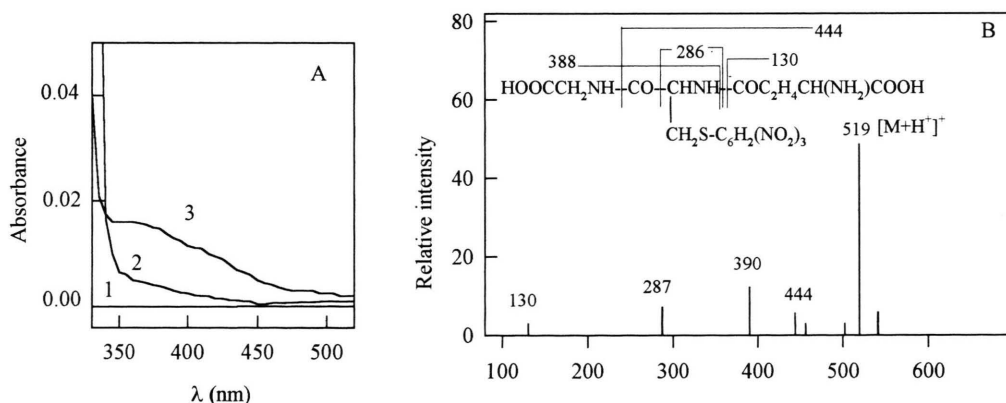 A
Absorbance
0.04
0.02
0.00
1
2
3
350 400 450 500
λ (nm)
B
Relative intensity
80
60
40
20
0
444
388 286 130
HOOCCH₂NH-CO-CHNH-COC₂H₄CH(NH₂)COOH
CH₂S-C₆H₂(NO₂)₃
519 [M+H⁺]⁺
130
287
390
444
100 200 300 400 500 600